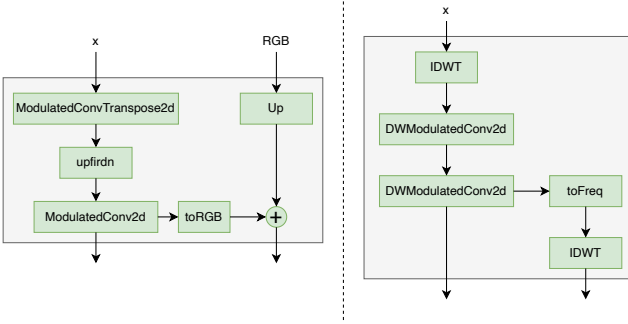 x
RGB
ModulatedConvTranspose2d
Up
upfirdn
ModulatedConv2d
toRGB
+
x
IDWT
DWModulatedConv2d
DWModulatedConv2d
toFreq
IDWT